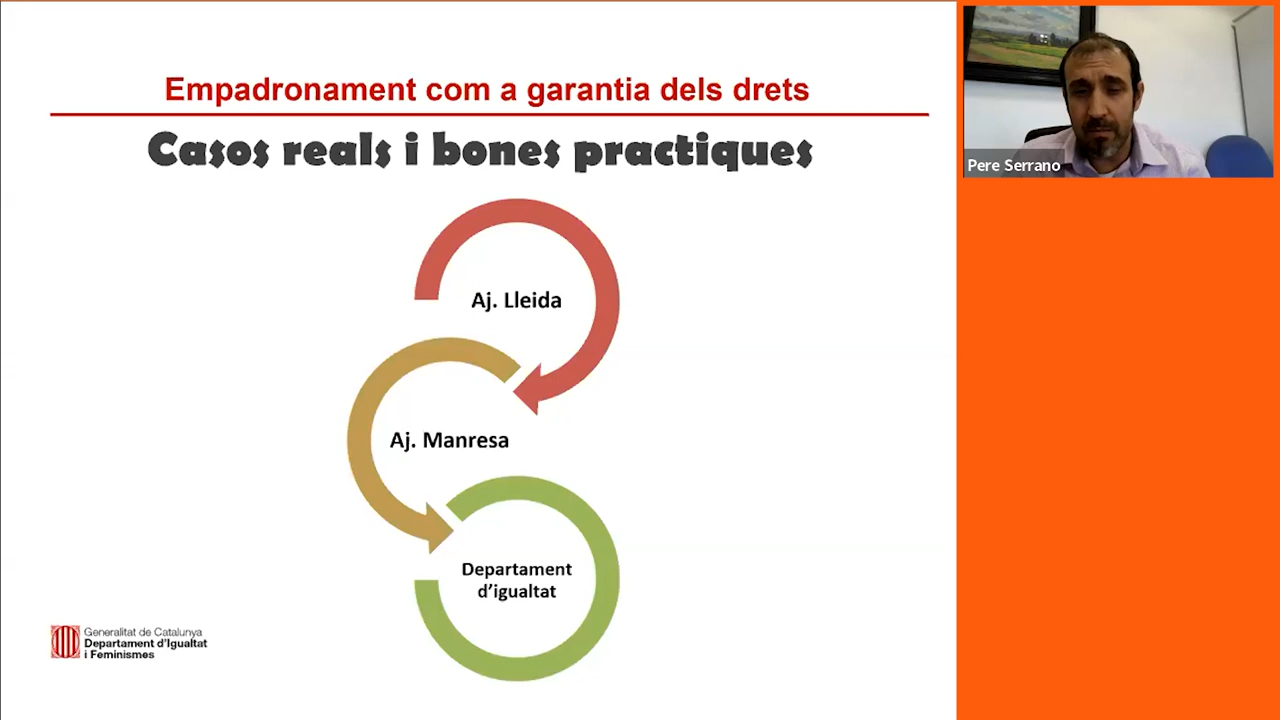 Empadronament com a garantia dels drets
Casos reals i bones practiques
Aj. Lleida
Aj. Manresa
Departament
d'igualtat
Generalitat de Catalunya
Departament d'Igualtat
i Feminismes
Pere Serrano